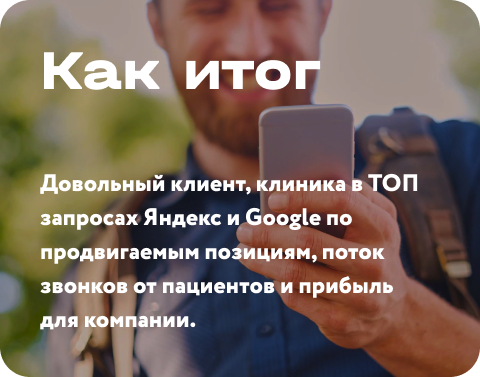 Как итог
Довольный клиент, клиника в ТОП
запросах Яндекс и Google по
продвигаемым позициям, поток
звонков от пациентов и прибыль
для компании.